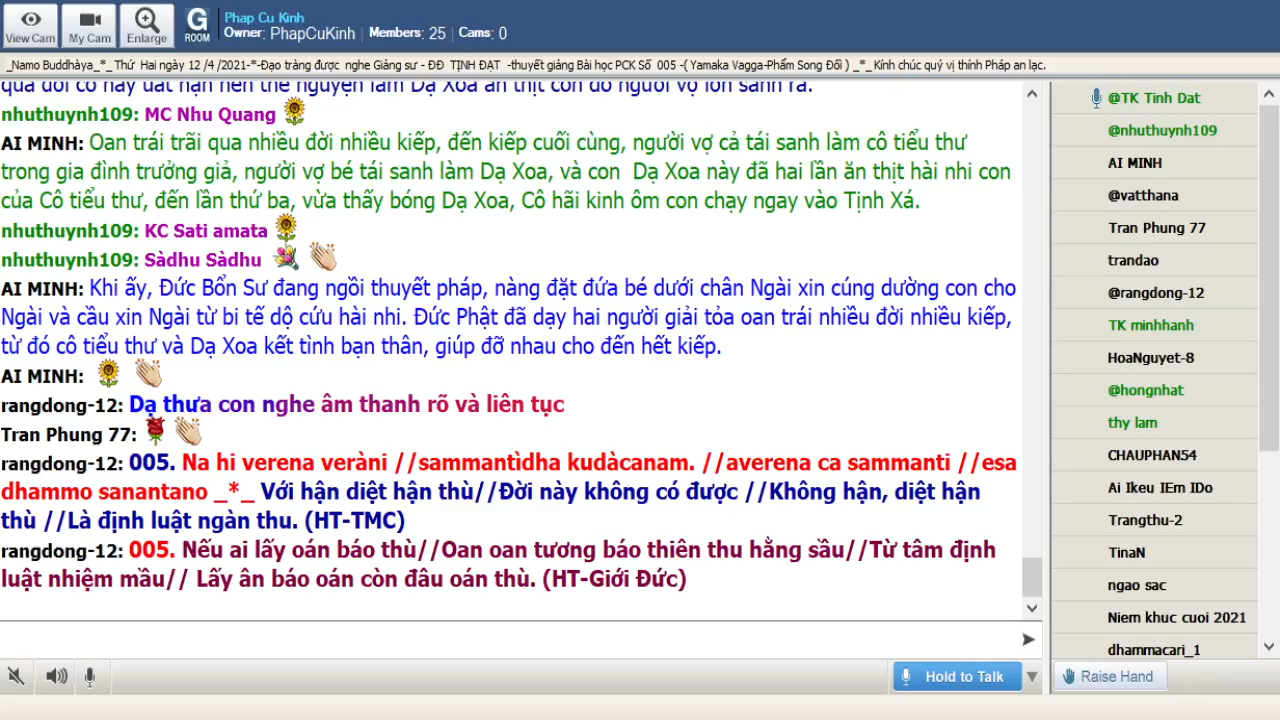 Phap Cu Kinh
View Cam
My Cam
Enlarge
G
ROOM
Owner: PhapCuKinh | Members: 25 | Cams: 0
_Namo Buddhàya_*_ Thứ Hai ngày 12 /4 /2021-*-Đạo tràng được nghe Giảng sư - ĐĐ TỊNH ĐẠT -thuyết giảng Bài học PCK Số 005 -( Yamaka Vagga-Phẩm Song Đối ) _*_ Kính chúc quý vị thính Pháp an lạc.
nhuthuynh109: MC Nhu Quang
AI MINH: Oan trái trãi qua nhiều đời nhiều kiếp, đến kiếp cuối cùng, người vợ cả tái sanh làm cô tiểu thư
trong gia đình trưởng giả, người vợ bé tái sanh làm Dạ Xoa, và con Dạ Xoa này đã hai lần ăn thịt hài nhi con
của Cô tiểu thư, đến lần thứ ba, vừa thấy bóng Dạ Xoa, Cô hãi kinh ôm con chạy ngay vào Tịnh Xá.
nhuthuynh109: KC Sati amata
nhuthuynh109: Sàdhu Sàdhu
AI MINH: Khi ấy, Đức Bổn Sư đang ngồi thuyết pháp, nàng đặt đứa bé dưới chân Ngài xin cúng dường con cho
Ngài và cầu xin Ngài từ bi tế dộ cứu hài nhi. Đức Phật đã dạy hai người giải tỏa oan trái nhiều đời nhiều kiếp,
từ đó cô tiểu thư và Dạ Xoa kết tình bạn thân, giúp đỡ nhau cho đến hết kiếp.
AI MINH:
rangdong-12: Dạ thưa con nghe âm thanh rõ và liên tục
Tran Phung 77:
rangdong-12: 005. Na hi verena veràni //sammantìdha kudàcanam. //averena ca sammanti //esa
dhammo sanantano _*_ Với hận diệt hận thù//Đời này không có được //Không hận, diệt hận
thù //Là định luật ngàn thu. (HT-TMC)
rangdong-12: 005. Nếu ai lấy oán báo thù//Oan oan tương báo thiên thu hằng sầu//Từ tâm định
luật nhiệm mầu// Lấy ân báo oán còn đâu oán thù. (HT-Giới Đức)
Hold to Talk
@TK Tinh Dat
@nhuthuynh109
AI MINH
@vatthana
Tran Phung 77
trandao
@rangdong-12
TK minhhanh
HoaNguyet-8
@hongnhat
thy lam
CHAUPHAN54
Ai Ikeu IEm IDo
Trangthu-2
TinaN
ngao sac
Niem khuc cuoi 2021
dhammacari_1
Raise Hand